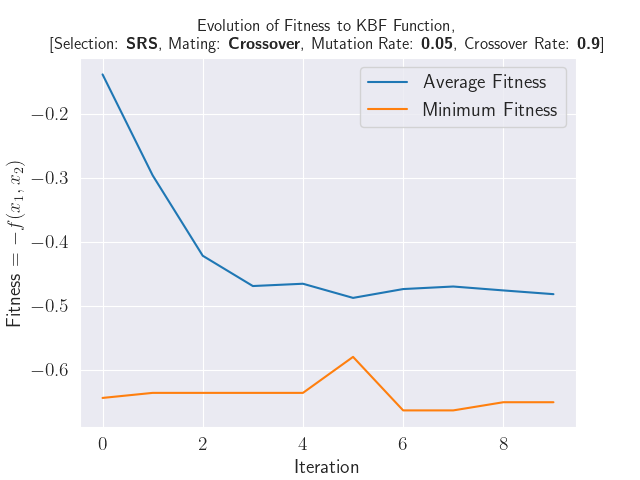 Evolution of Fitness to KBF Function,
[Selection: SRS, Mating: Crossover, Mutation Rate: 0.05, Crossover Rate: 0.9]
Average Fitness
Minimum Fitness
Fitness = −f(x₁, x₂)
−0.2
−0.3
−0.4
−0.5
−0.6
0 2 4 6 8
Iteration